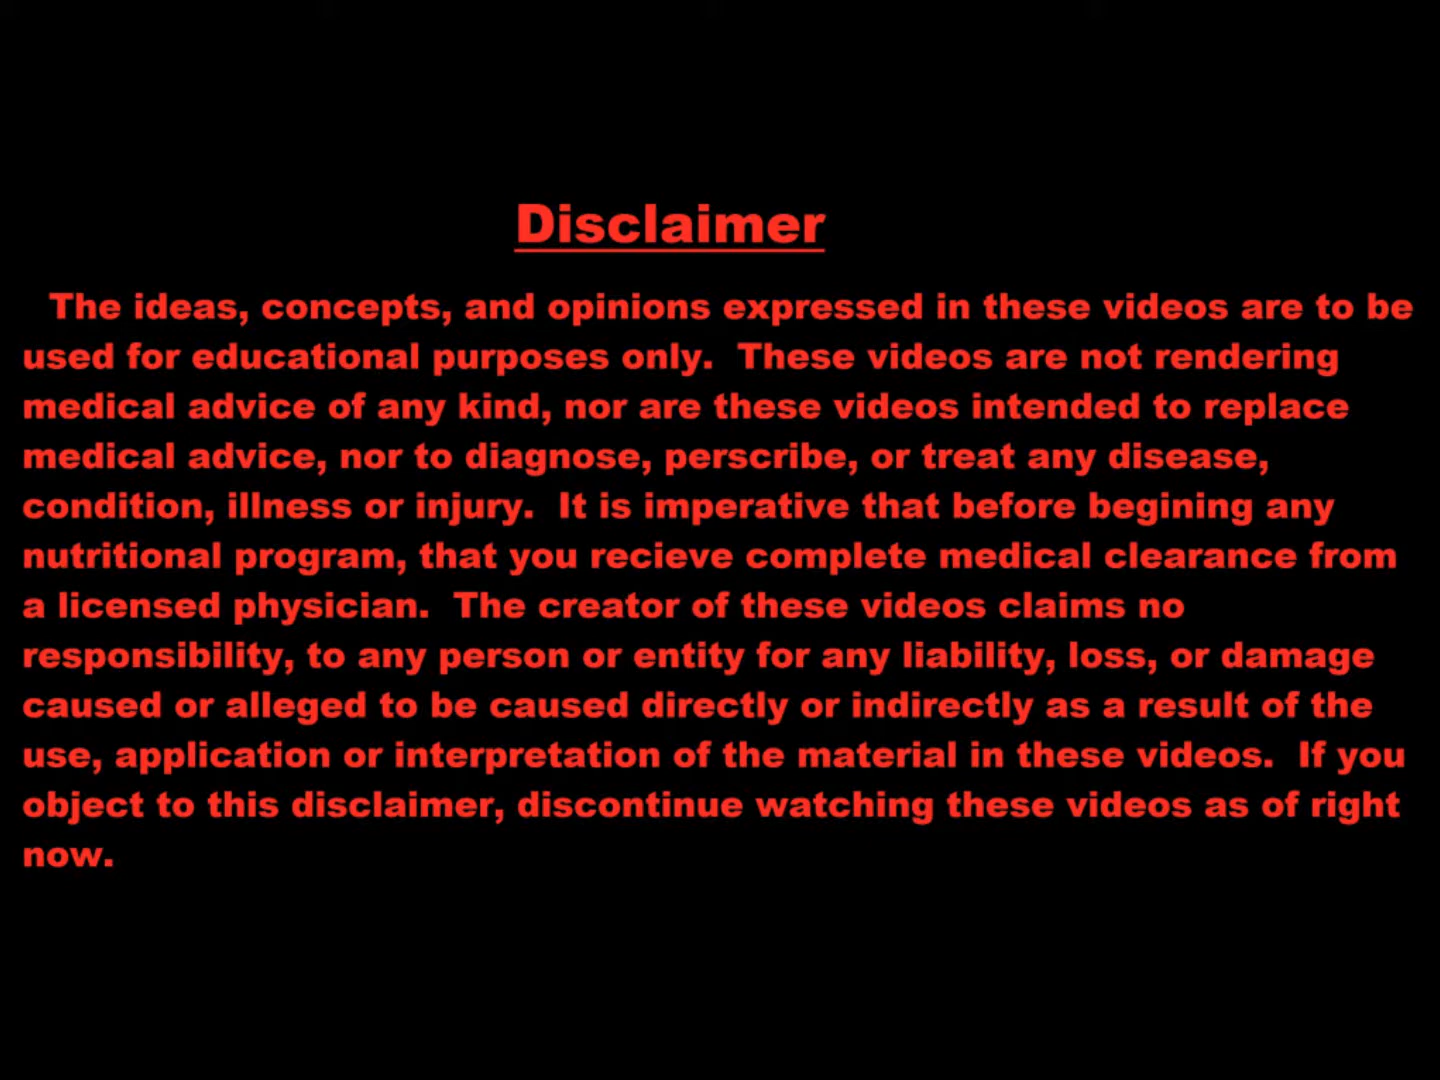 Disclaimer
The ideas, concepts, and opinions expressed in these videos are to be
used for educational purposes only.  These videos are not rendering
medical advice of any kind, nor are these videos intended to replace
medical advice, nor to diagnose, perscribe, or treat any disease,
condition, illness or injury.  It is imperative that before begining any
nutritional program, that you recieve complete medical clearance from
a licensed physician.  The creator of these videos claims no
responsibility, to any person or entity for any liability, loss, or damage
caused or alleged to be caused directly or indirectly as a result of the
use, application or interpretation of the material in these videos.  If you
object to this disclaimer, discontinue watching these videos as of right
now.